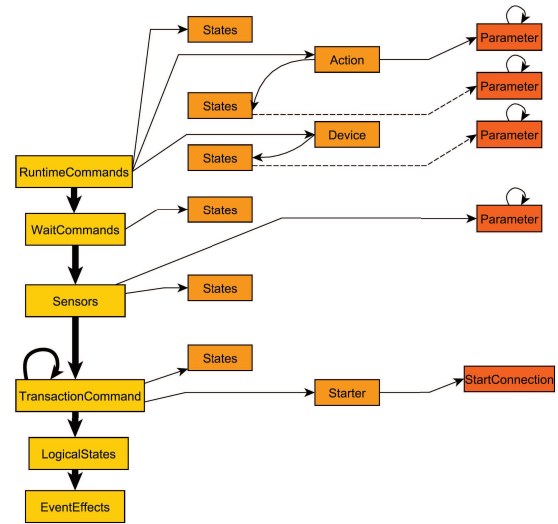 States
Parameter
Action
Parameter
States
Device
Parameter
States
RuntimeCommands
States
WaitCommands
Parameter
States
Sensors
States
StartConnection
TransactionCommand
Starter
LogicalStates
EventEffects